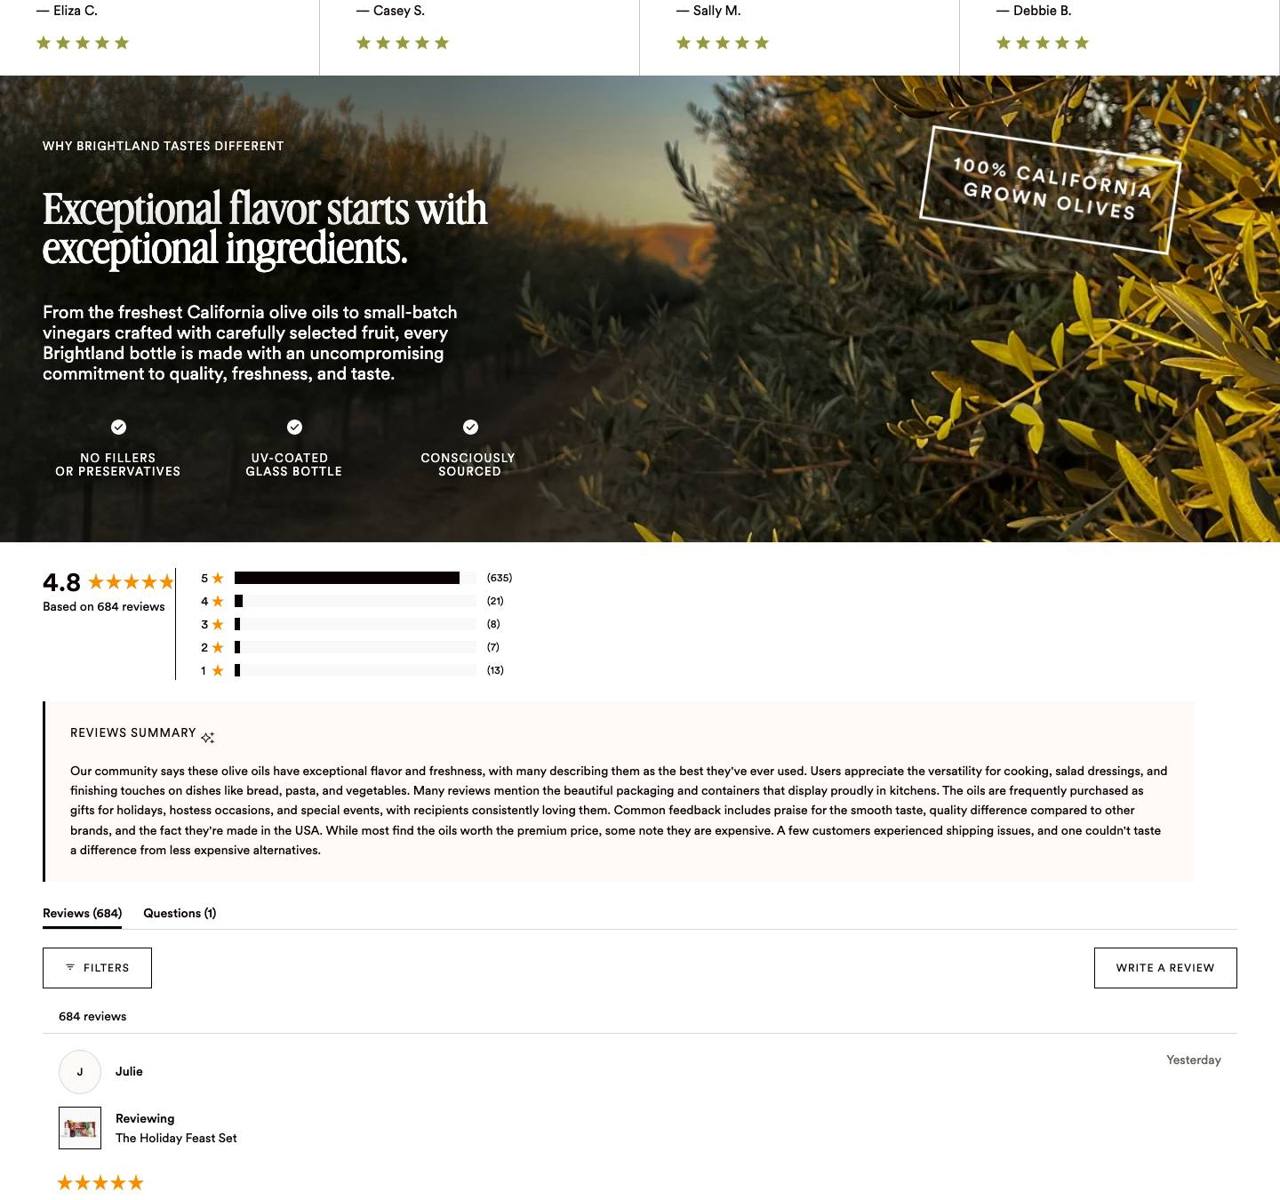 — Eliza C.
— Casey S.
— Sally M.
— Debbie B.
WHY BRIGHTLAND TASTES DIFFERENT
Exceptional flavor starts with
exceptional ingredients.
From the freshest California olive oils to small-batch
vinegars crafted with carefully selected fruit, every
Brightland bottle is made with an uncompromising
commitment to quality, freshness, and taste.
NO FILLERS
OR PRESERVATIVES
UV-COATED
GLASS BOTTLE
CONSCIOUSLY
SOURCED
100% CALIFORNIA
GROWN OLIVES
4.8
Based on 684 reviews
5 (635)
4 (21)
3 (8)
2 (7)
1 (13)
REVIEWS SUMMARY
Our community says these olive oils have exceptional flavor and freshness, with many describing them as the best they've ever used. Users appreciate the versatility for cooking, salad dressings, and
finishing touches on dishes like bread, pasta, and vegetables. Many reviews mention the beautiful packaging and containers that display proudly in kitchens. The oils are frequently purchased as
gifts for holidays, hostess occasions, and special events, with recipients consistently loving them. Common feedback includes praise for the smooth taste, quality difference compared to other
brands, and the fact they're made in the USA. While most find the oils worth the premium price, some note they are expensive. A few customers experienced shipping issues, and one couldn't taste
a difference from less expensive alternatives.
Reviews (684)
Questions (1)
FILTERS
WRITE A REVIEW
684 reviews
J
Julie
Yesterday
Reviewing
The Holiday Feast Set